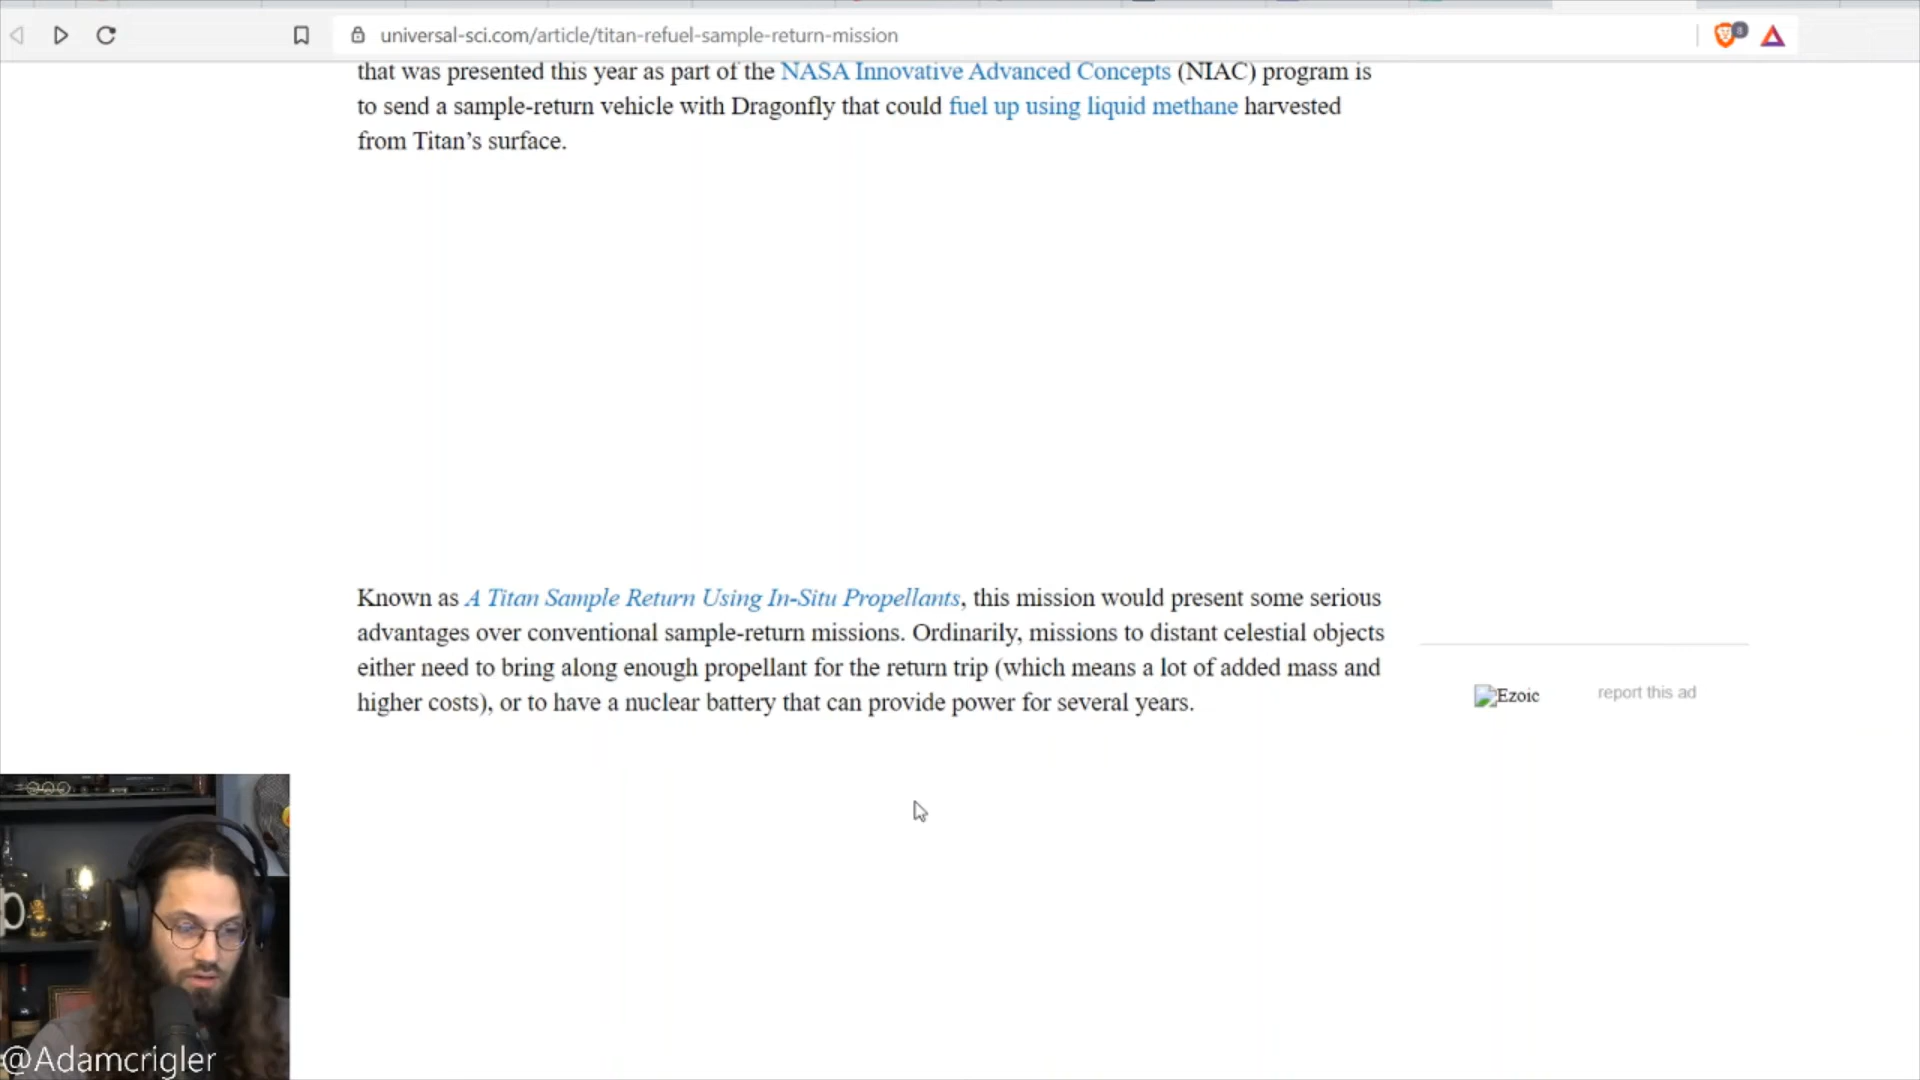 universal-sci.com/article/titan-refuel-sample-return-mission
8
that was presented this year as part of the NASA Innovative Advanced Concepts (NIAC) program is
to send a sample-return vehicle with Dragonfly that could fuel up using liquid methane harvested
from Titan’s surface.
Known as A Titan Sample Return Using In-Situ Propellants, this mission would present some serious
advantages over conventional sample-return missions. Ordinarily, missions to distant celestial objects
either need to bring along enough propellant for the return trip (which means a lot of added mass and
higher costs), or to have a nuclear battery that can provide power for several years.
Ezoic
report this ad
@Adamcrigler